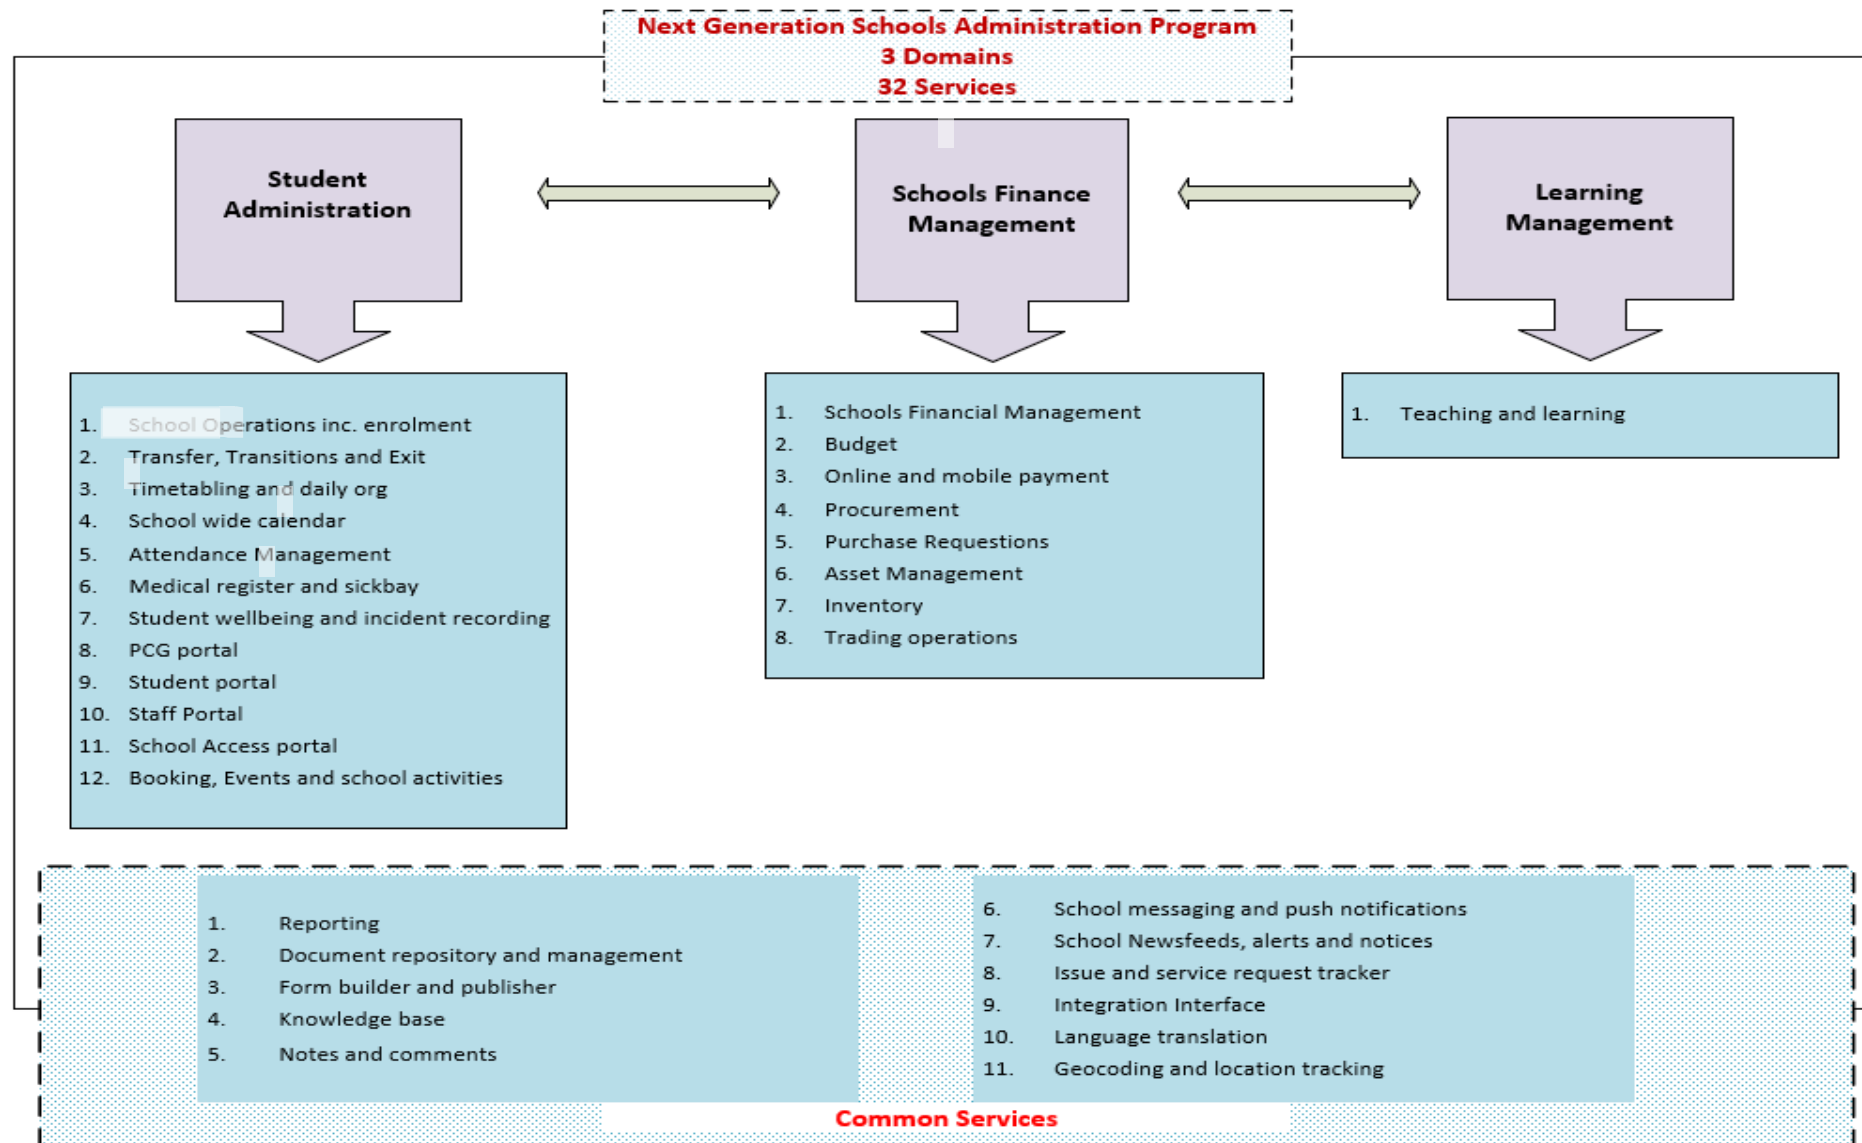 Next Generation Schools Administration Program
3 Domains
32 Services
Student
Administration
Schools Finance
Management
Learning
Management
1. School Operations inc. enrolment
2. Transfer, Transitions and Exit
3. Timetabling and daily org
4. School wide calendar
5. Attendance Management
6. Medical register and sickbay
7. Student wellbeing and incident recording
8. PCG portal
9. Student portal
10. Staff Portal
11. School Access portal
12. Booking, Events and school activities
1. Schools Financial Management
2. Budget
3. Online and mobile payment
4. Procurement
5. Purchase Requestions
6. Asset Management
7. Inventory
8. Trading operations
1. Teaching and learning
1. Reporting
2. Document repository and management
3. Form builder and publisher
4. Knowledge base
5. Notes and comments
6. School messaging and push notifications
7. School Newsfeeds, alerts and notices
8. Issue and service request tracker
9. Integration Interface
10. Language translation
11. Geocoding and location tracking
Common Services